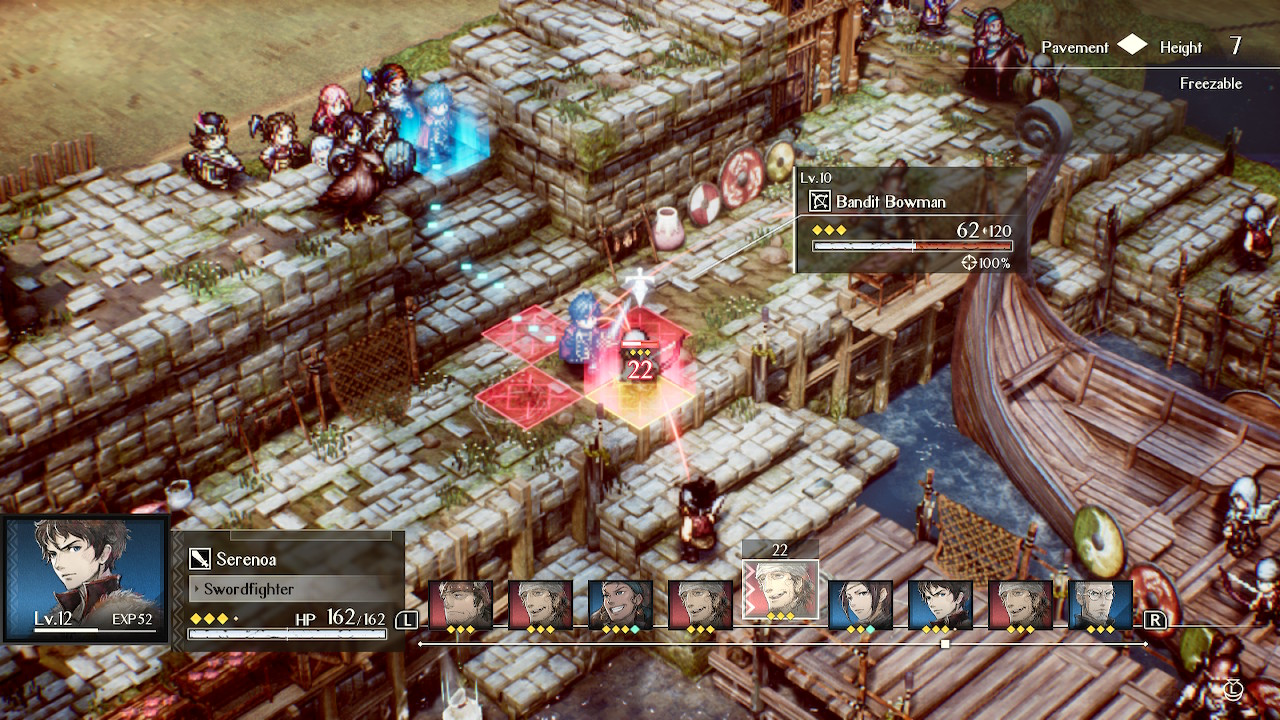 Pavement Height 7
Freezable
Lv.10
Bandit Bowman
62 120
100%
22
Serenoa
Swordfighter
Lv.12 EXP 52
HP 162/162
22
L R
L